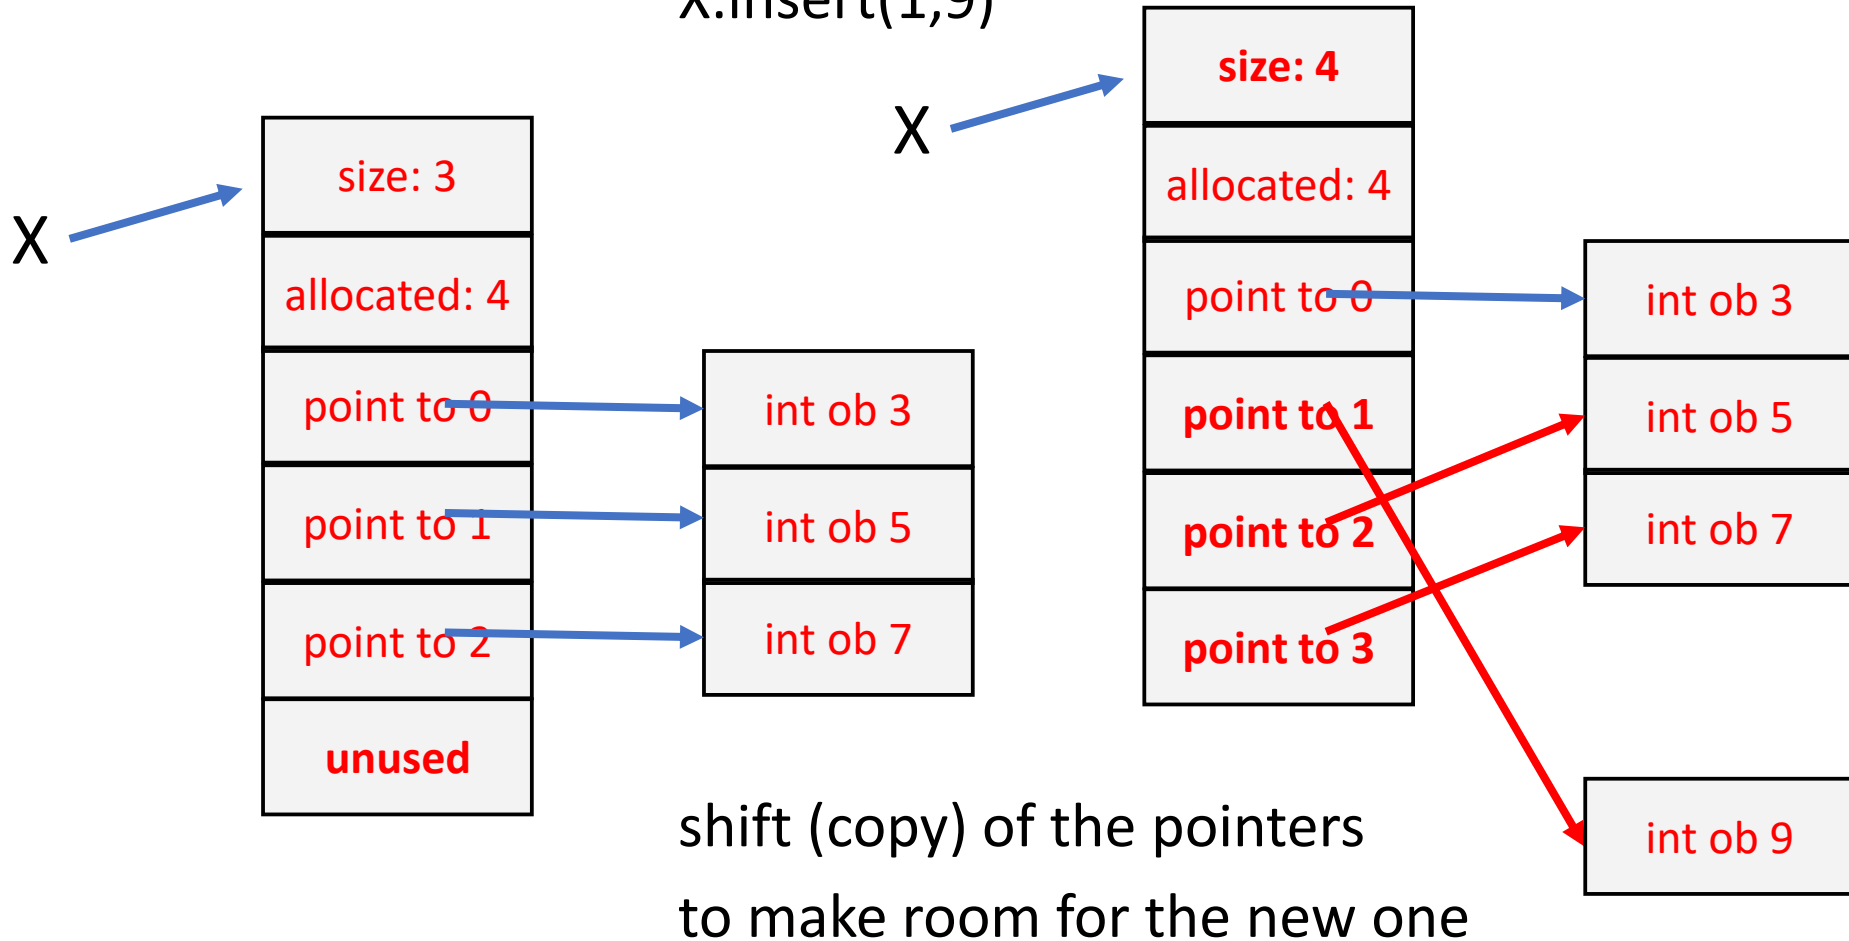 X.insert(1,9)
X
size: 3
allocated: 4
point to 0
point to 1
point to 2
unused
int ob 3
int ob 5
int ob 7
X
size: 4
allocated: 4
point to 0
point to 1
point to 2
point to 3
int ob 3
int ob 5
int ob 7
int ob 9
shift (copy) of the pointers
to make room for the new one